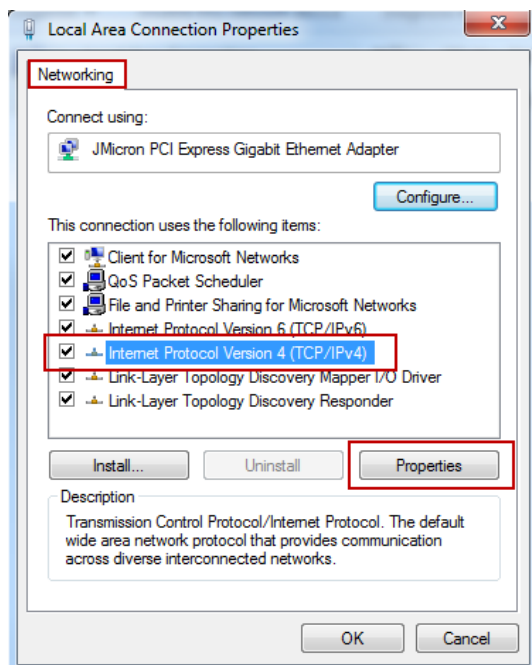 Local Area Connection Properties
Networking
Connect using:
JMicron PCI Express Gigabit Ethernet Adapter
Configure...
This connection uses the following items:
Client for Microsoft Networks
QoS Packet Scheduler
File and Printer Sharing for Microsoft Networks
Internet Protocol Version 6 (TCP/IPv6)
Internet Protocol Version 4 (TCP/IPv4)
Link-Layer Topology Discovery Mapper I/O Driver
Link-Layer Topology Discovery Responder
Install... Uninstall Properties
Description
Transmission Control Protocol/Internet Protocol. The default
wide area network protocol that provides communication
across diverse interconnected networks.
OK Cancel